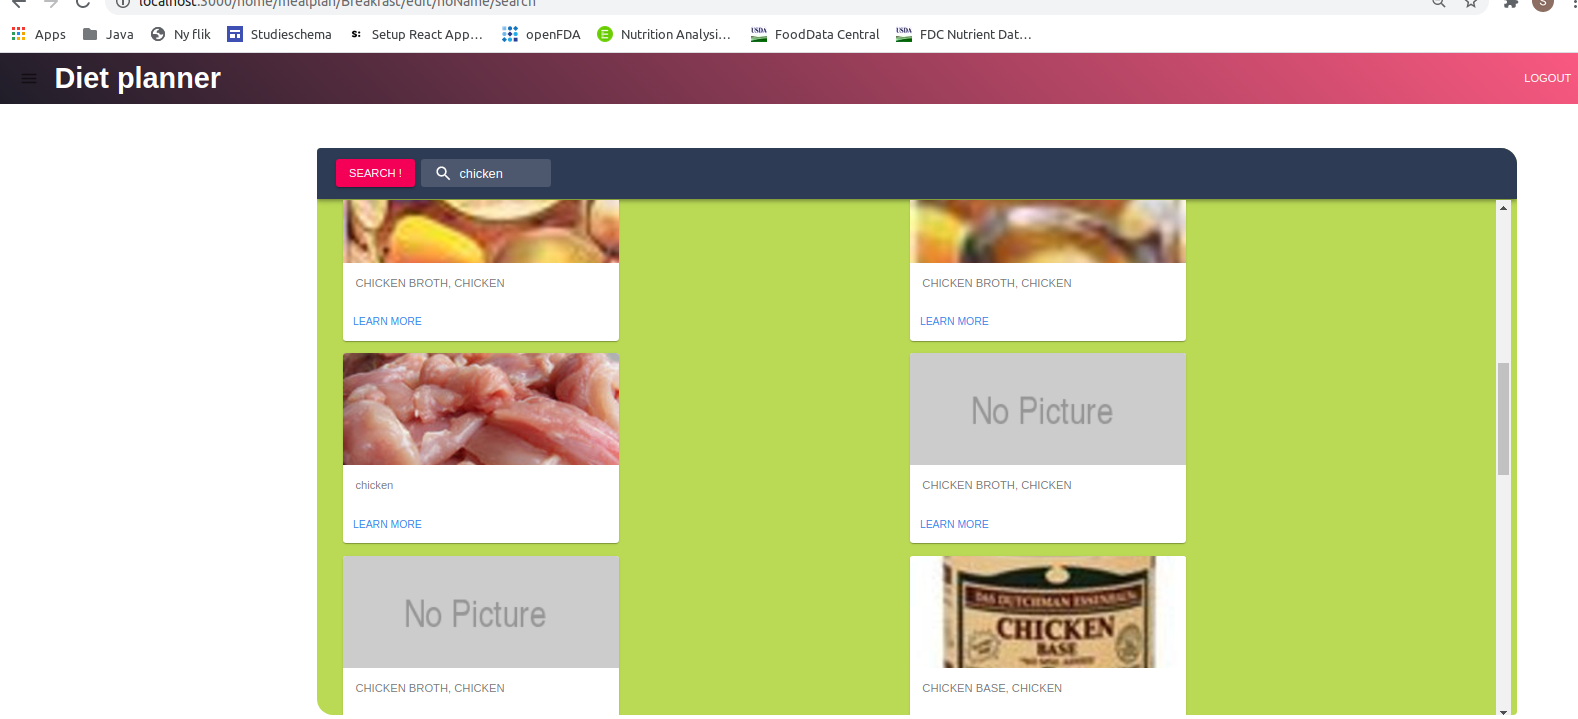 localhost:3000/home/mealplan/Breakfast/edit/noName/search
S
Apps Java Ny flik Studieschema S: Setup React App... openFDA E Nutrition Analysi... USDA FoodData Central USDA FDC Nutrient Dat...
Diet planner LOGOUT
SEARCH ! chicken
CHICKEN BROTH, CHICKEN CHICKEN BROTH, CHICKEN
LEARN MORE LEARN MORE
No Picture
chicken CHICKEN BROTH, CHICKEN
LEARN MORE LEARN MORE
No Picture
DAS DUTCHMAN ESSENHAUS
CHICKEN
BASE
CHICKEN BROTH, CHICKEN CHICKEN BASE, CHICKEN